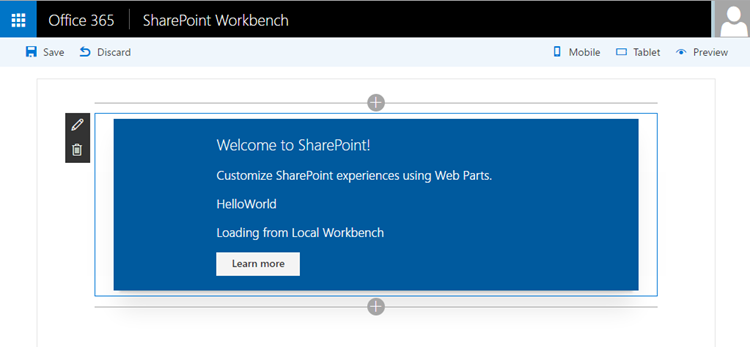 Office 365 SharePoint Workbench
Save Discard Mobile Tablet Preview
Welcome to SharePoint!
Customize SharePoint experiences using Web Parts.
HelloWorld
Loading from Local Workbench
Learn more